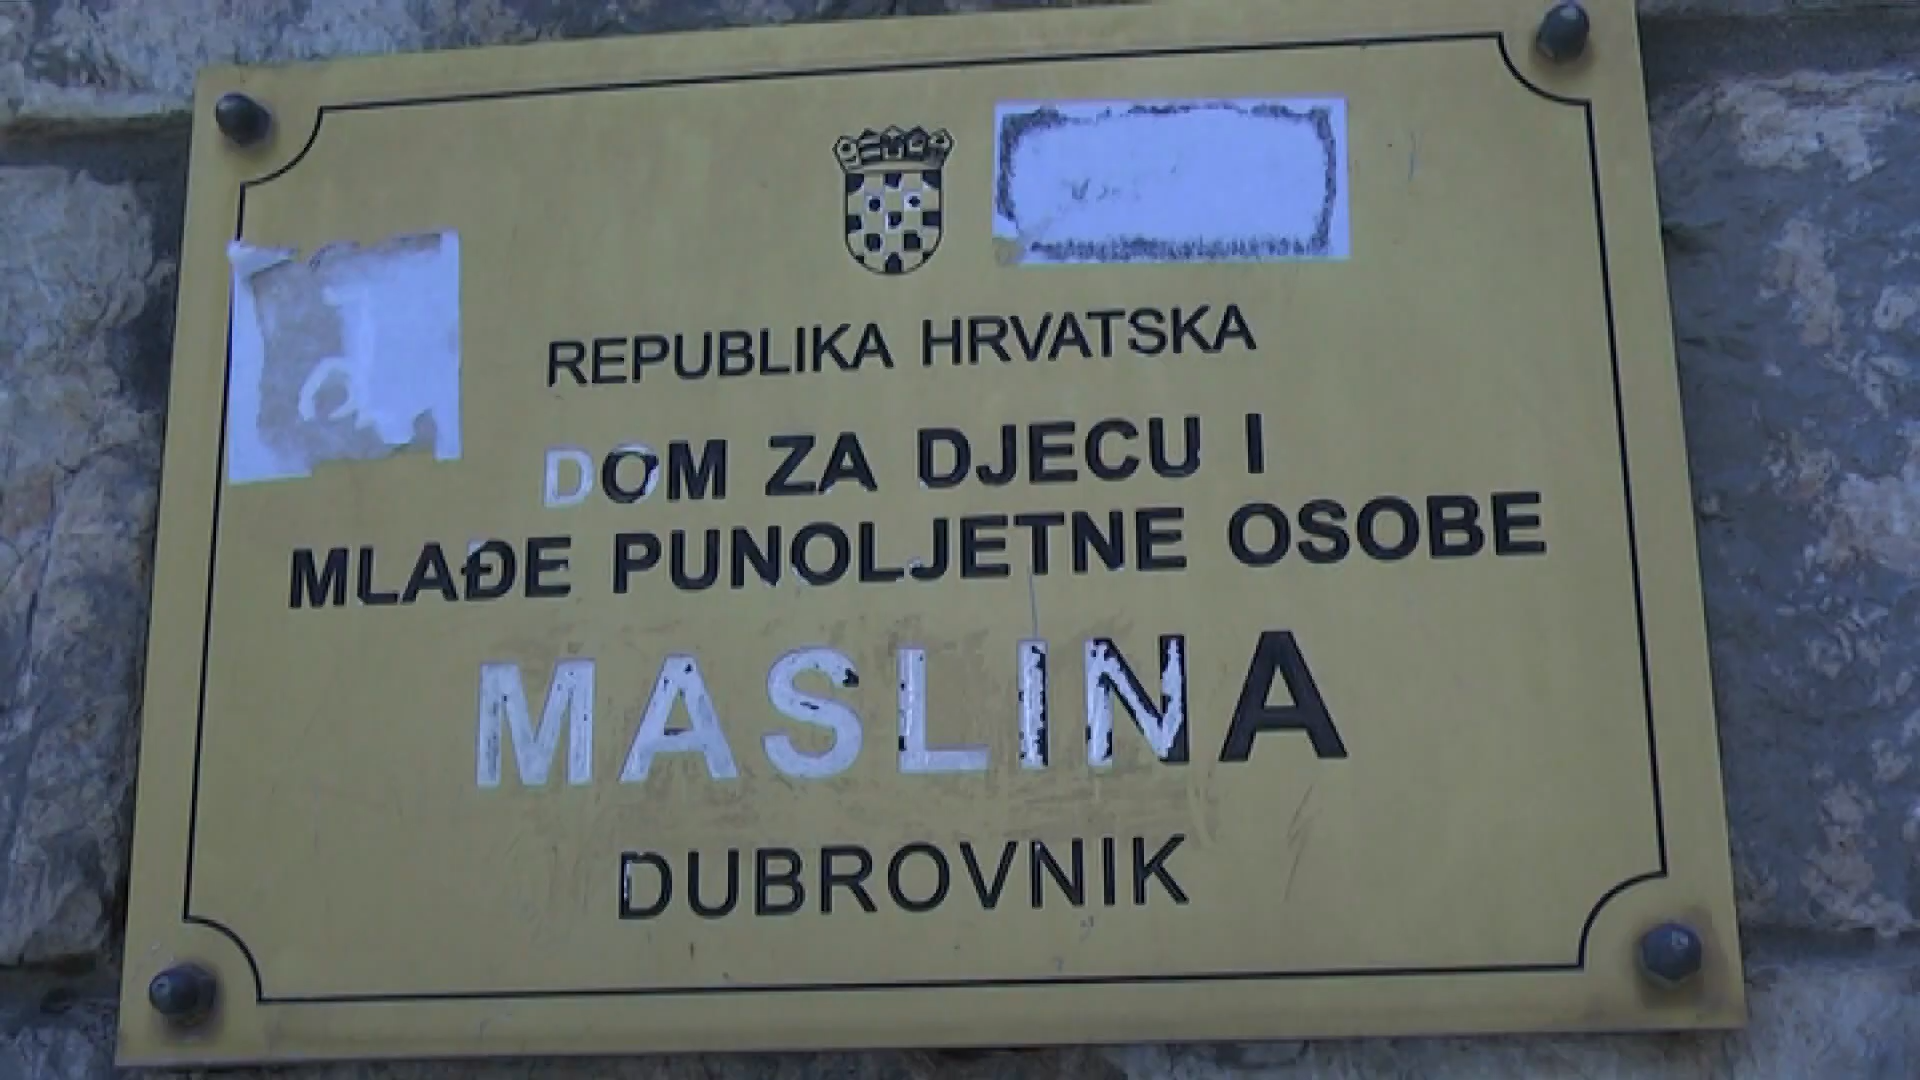 REPUBLIKA HRVATSKA
DOM ZA DJECU I
MLAĐE PUNOLJETNE OSOBE
MASLINA
DUBROVNIK